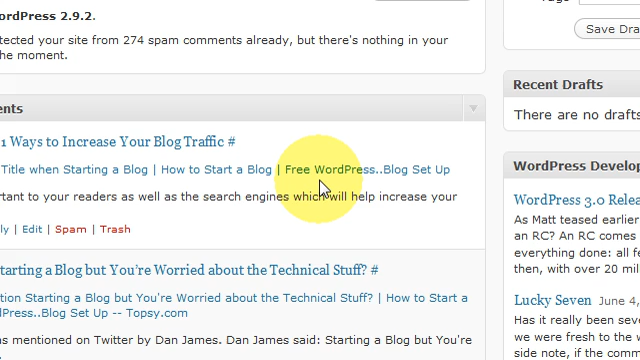 ordPress 2.9.2.
tected your site from 274 spam comments already, but there's nothing in your
he moment.
ents
1 Ways to Increase Your Blog Traffic #
Title when Starting a Blog | How to Start a Blog | Free WordPress..Blog Set Up
ortant to your readers as well as the search engines which will help increase your
ly | Edit | Spam | Trash
tarting a Blog but You're Worried about the Technical Stuff? #
tion Starting a Blog but You're Worried about the Technical Stuff? | How to Start a
dPress..Blog Set Up -- Topsy.com
as mentioned on Twitter by Dan James. Dan James said: Starting a Blog but You're
Save Dra
Recent Drafts
There are no drafts
WordPress Develop
WordPress 3.0 Relea
As Matt teased earlier
an RC? An RC comes
everything done: all fe
then, with over 20 mil
Lucky Seven June 4,
Has it really been seve
we were fresh to the w
side note, if the comm